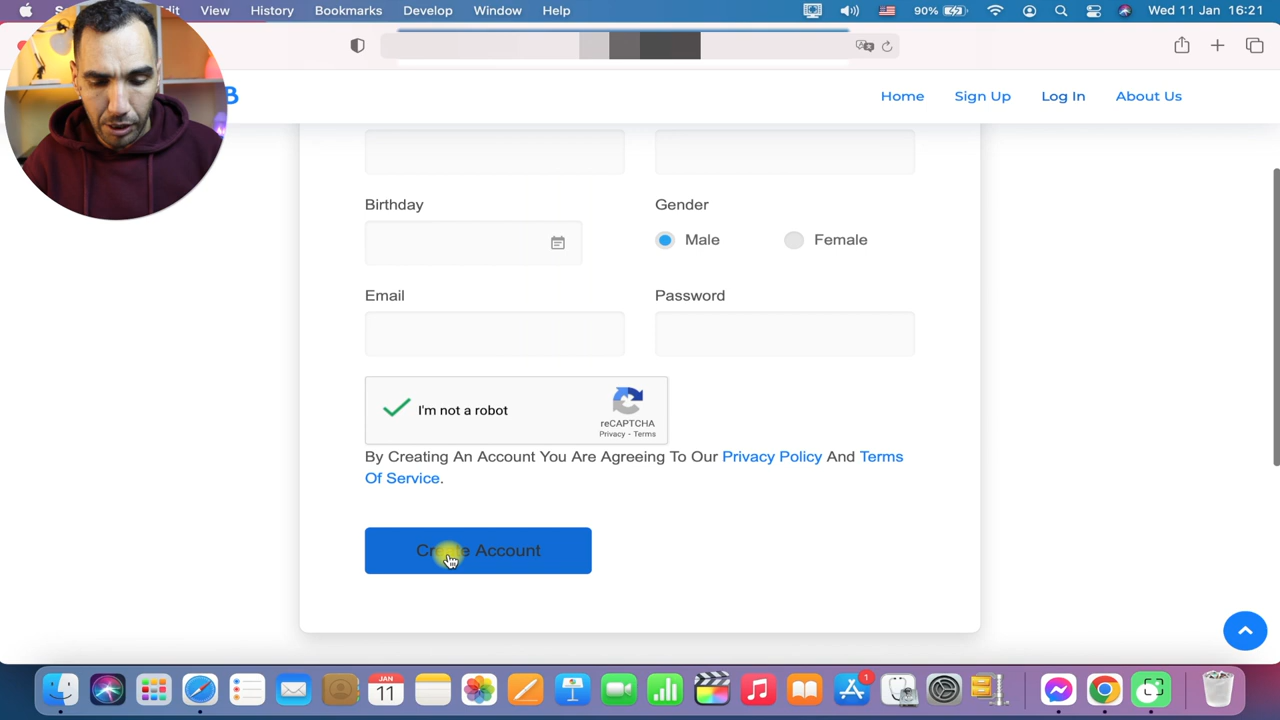 History Bookmarks Develop Window Help 90% Wed 11 Jan 16:21
View
B
Home Sign Up Log In About Us
Birthday Gender
Male Female
Email Password
I'm not a robot
reCAPTCHA
Privacy - Terms
By Creating An Account You Are Agreeing To Our Privacy Policy And Terms
Of Service.
Create Account
JAN
11
1